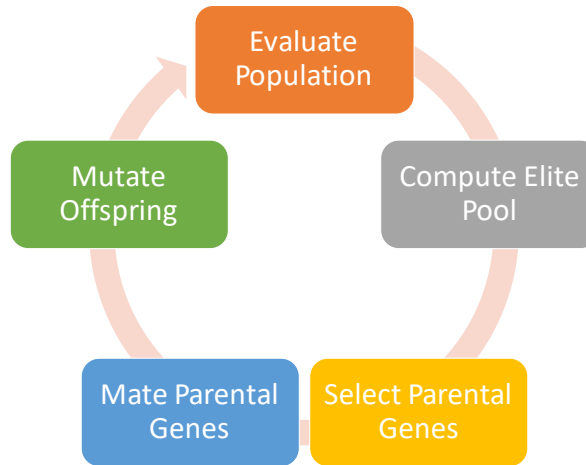 Evaluate
Population
Compute Elite
Pool
Select Parental
Genes
Mate Parental
Genes
Mutate
Offspring